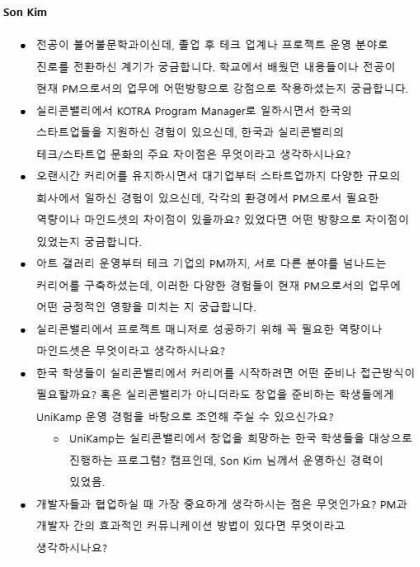 Son Kim
● 전공이 불어불문학과이신데, 졸업 후 테크 업계나 프로젝트 운영 분야로
진로를 전환하신 계기가 궁금합니다. 학교에서 배웠던 내용들이나 전공이
현재 PM으로서의 업무에 어떤방향으로 강점으로 작용하셨는지 궁금합니다.
● 실리콘밸리에서 KOTRA Program Manager로 일하시면서 한국의
스타트업들을 지원하신 경험이 있으신데, 한국과 실리콘밸리의
테크/스타트업 문화의 주요 차이점은 무엇이라고 생각하시나요?
● 오랜시간 커리어를 유지하시면서 대기업부터 스타트업까지 다양한 규모의
회사에서 일하신 경험이 있으신데, 각각의 환경에서 PM으로서 필요한
역량이나 마인드셋의 차이점이 있을까요? 있었다면 어떤 방향으로 차이점이
있었는지 궁금합니다.
● 아트 갤러리 운영부터 테크 기업의 PM까지, 서로 다른 분야를 넘나드는
커리어를 구축하셨는데, 이러한 다양한 경험들이 현재 PM으로서의 업무에
어떤 긍정적인 영향을 미치는 지 궁급합니다.
● 실리콘밸리에서 프로젝트 매니저로 성공하기 위해 꼭 필요한 역량이나
마인드셋은 무엇이라고 생각하시나요?
● 한국 학생들이 실리콘밸리에서 커리어를 시작하려면 어떤 준비나 접근방식이
필요할까요? 혹은 실리콘밸리가 아니더라도 창업을 준비하는 학생들에게
UniKamp 운영 경험을 바탕으로 조언해 주실 수 있으신가요?
○ UniKamp는 실리콘밸리에서 창업을 희망하는 한국 학생들을 대상으로
진행하는 프로그램? 캠프인데, Son Kim 님께서 운영하신 경력이
있었음.
● 개발자들과 협업하실 때 가장 중요하게 생각하시는 점은 무엇인가요? PM과
개발자 간의 효과적인 커뮤니케이션 방법이 있다면 무엇이라고
생각하시나요?